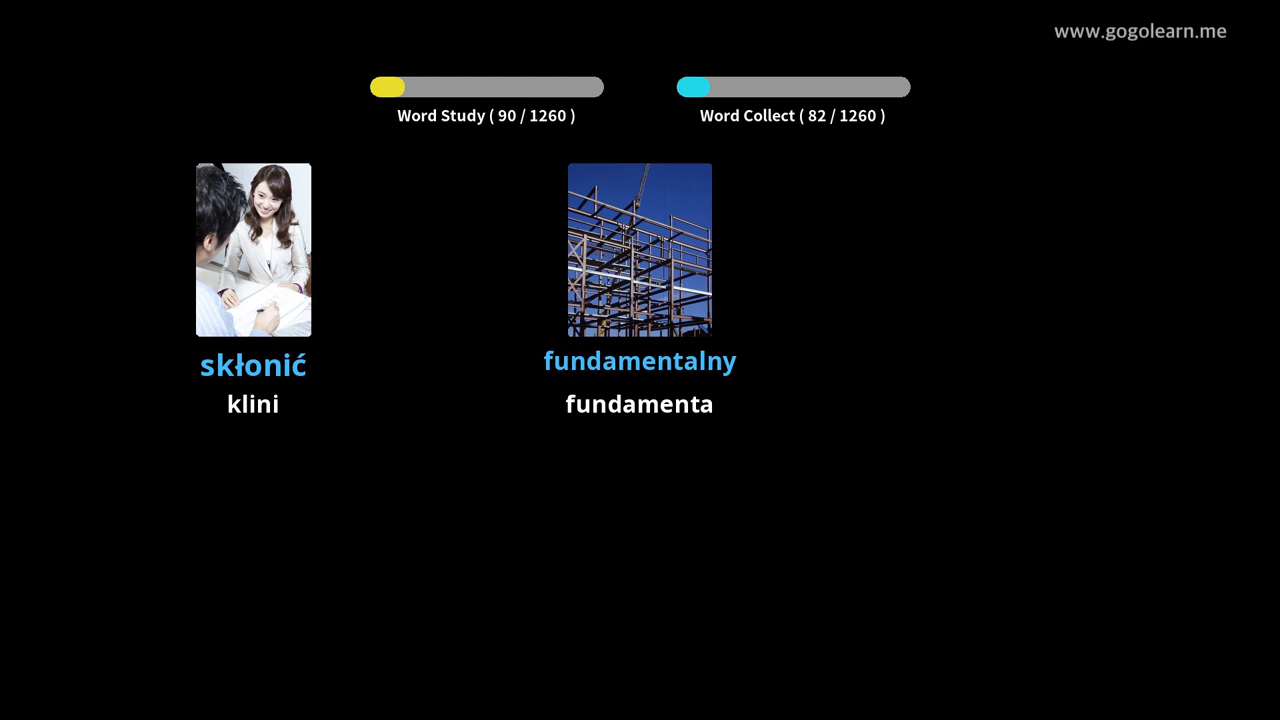 www.gogolearn.me
Word Study ( 90 / 1260 )
Word Collect ( 82 / 1260 )
skłonić
klini
fundamentalny
fundamenta